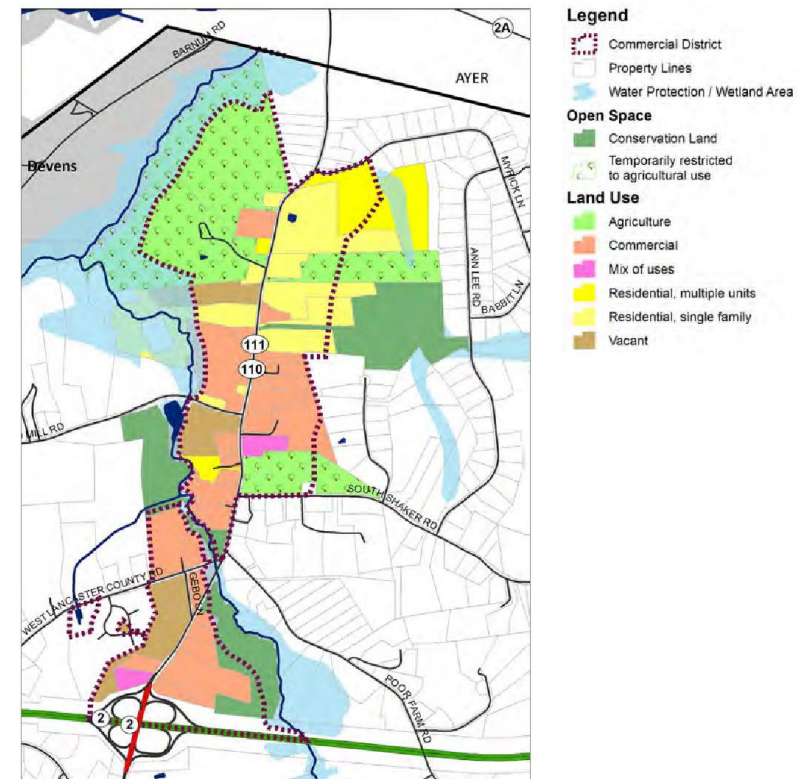 BARNUM RD
2A
AYER
Devens
MYRICK LN
ANN LEE RD
BABBIT LN
111
110
MILL RD
SOUTH SHAKER RD
WEST LANCASTER COUNTY RD
GEBO LN
POOR FARM RD
2
2
Legend
Commercial District
Property Lines
Water Protection / Wetland Area
Open Space
Conservation Land
Temporarily restricted
to agricultural use
Land Use
Agriculture
Commercial
Mix of uses
Residential, multiple units
Residential, single family
Vacant